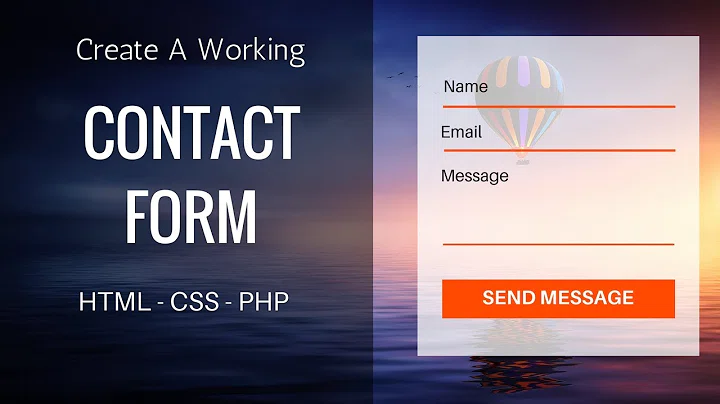 Create A Working
CONTACT
FORM
HTML - CSS - PHP
Name
Email
Message
SEND MESSAGE